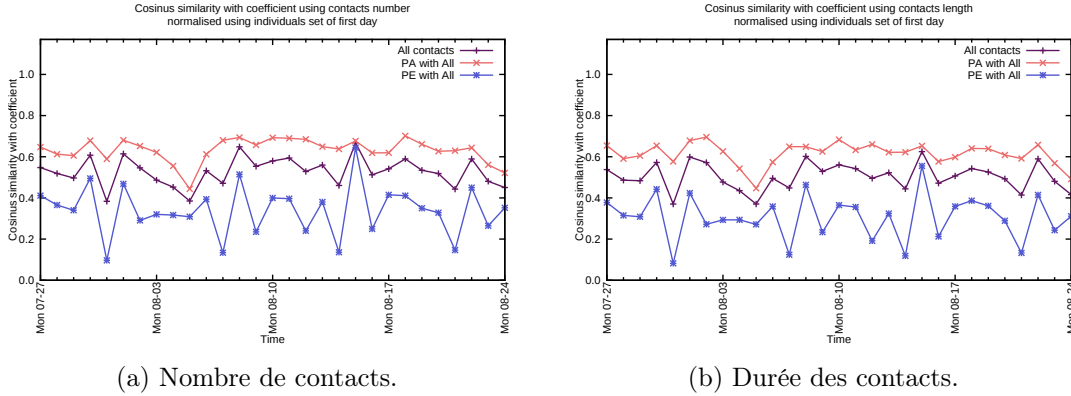 Cosinus similarity with coefficient using contacts number
normalised using individuals set of first day
Cosinus similarity with coefficient
1.0
0.8
0.6
0.4
0.2
0.0
All contacts
PA with All
PE with All
Mon 07-27
Mon 08-03
Mon 08-10
Mon 08-17
Mon 08-24
Time
(a) Nombre de contacts.
Cosinus similarity with coefficient using contacts length
normalised using individuals set of first day
Cosinus similarity with coefficient
1.0
0.8
0.6
0.4
0.2
0.0
All contacts
PA with All
PE with All
Mon 07-27
Mon 08-03
Mon 08-10
Mon 08-17
Mon 08-24
Time
(b) Durée des contacts.